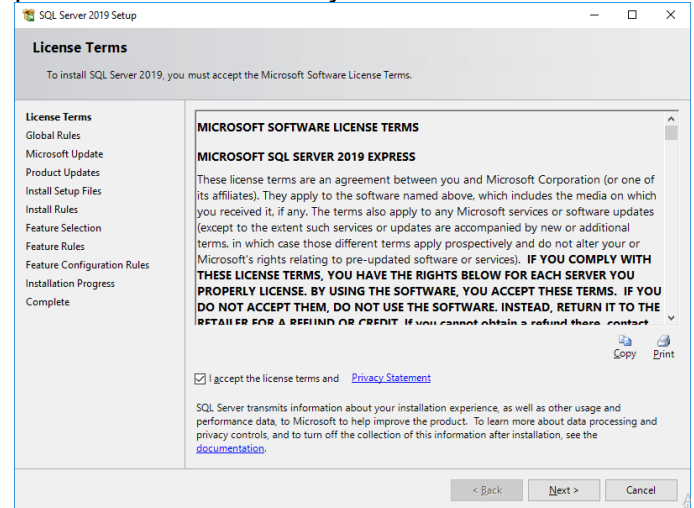 SQL Server 2019 Setup
License Terms
To install SQL Server 2019, you must accept the Microsoft Software License Terms.
License Terms
Global Rules
Microsoft Update
Product Updates
Install Setup Files
Install Rules
Feature Selection
Feature Rules
Feature Configuration Rules
Installation Progress
Complete
MICROSOFT SOFTWARE LICENSE TERMS
MICROSOFT SQL SERVER 2019 EXPRESS
These license terms are an agreement between you and Microsoft Corporation (or one of
its affiliates). They apply to the software named above, which includes the media on which
you received it, if any. The terms also apply to any Microsoft services or software updates
(except to the extent such services or updates are accompanied by new or additional
terms, in which case those different terms apply prospectively and do not alter your or
Microsoft's rights relating to pre-updated software or services). IF YOU COMPLY WITH
THESE LICENSE TERMS, YOU HAVE THE RIGHTS BELOW FOR EACH SERVER YOU
PROPERLY LICENSE. BY USING THE SOFTWARE, YOU ACCEPT THESE TERMS. IF YOU
DO NOT ACCEPT THEM, DO NOT USE THE SOFTWARE. INSTEAD, RETURN IT TO THE
RETAILER FOR A REFUND OR CREDIT. If you cannot obtain a refund there, contact
Copy Print
I accept the license terms and Privacy Statement
SQL Server transmits information about your installation experience, as well as other usage and
performance data, to Microsoft to help improve the product. To learn more about data processing and
privacy controls, and to turn off the collection of this information after installation, see the
documentation.
< Back Next > Cancel